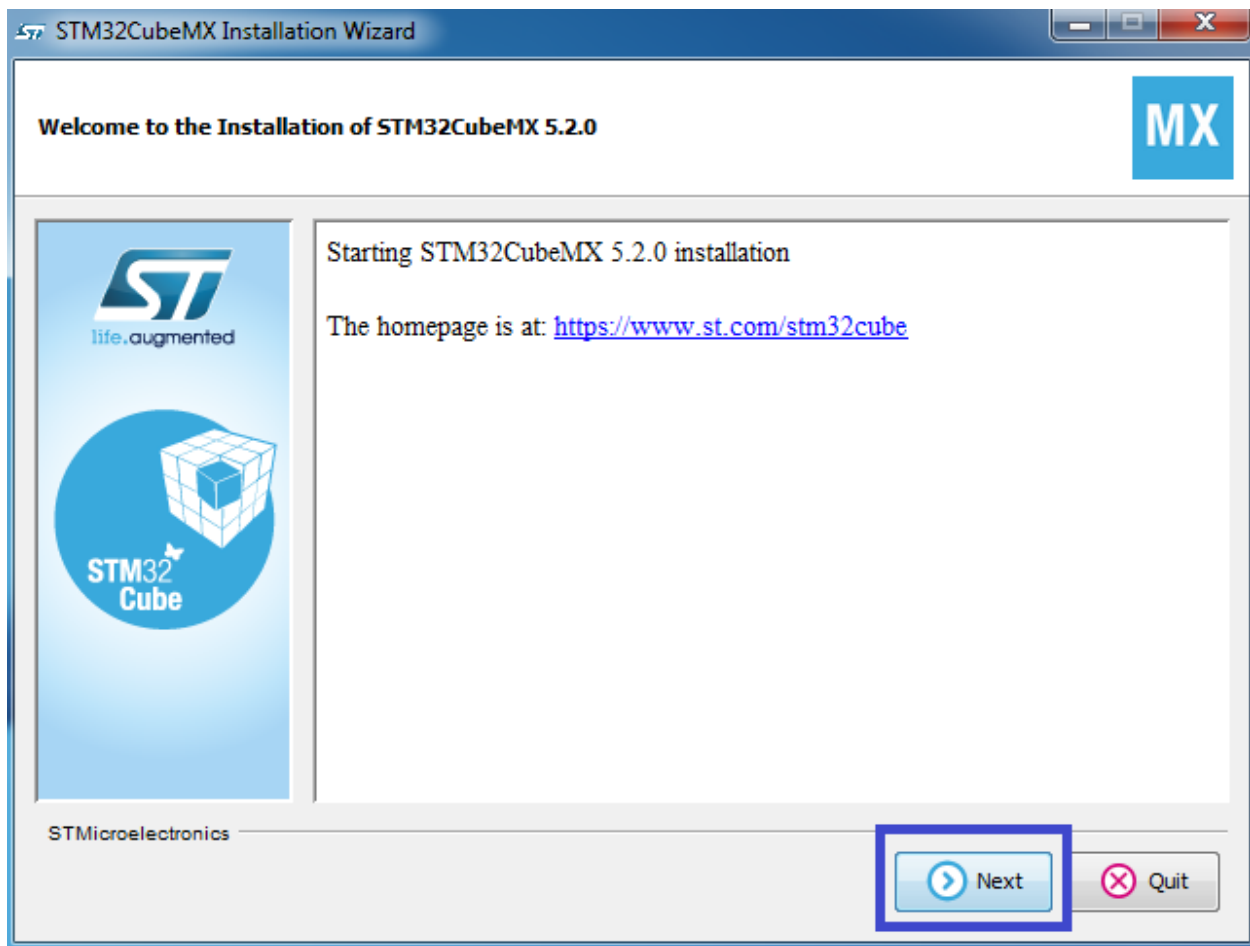 STM32CubeMX Installation Wizard
Welcome to the Installation of STM32CubeMX 5.2.0
MX
ST
life.augmented
Starting STM32CubeMX 5.2.0 installation
The homepage is at: https://www.st.com/stm32cube
STM32
Cube
STMicroelectronics
Next
Quit